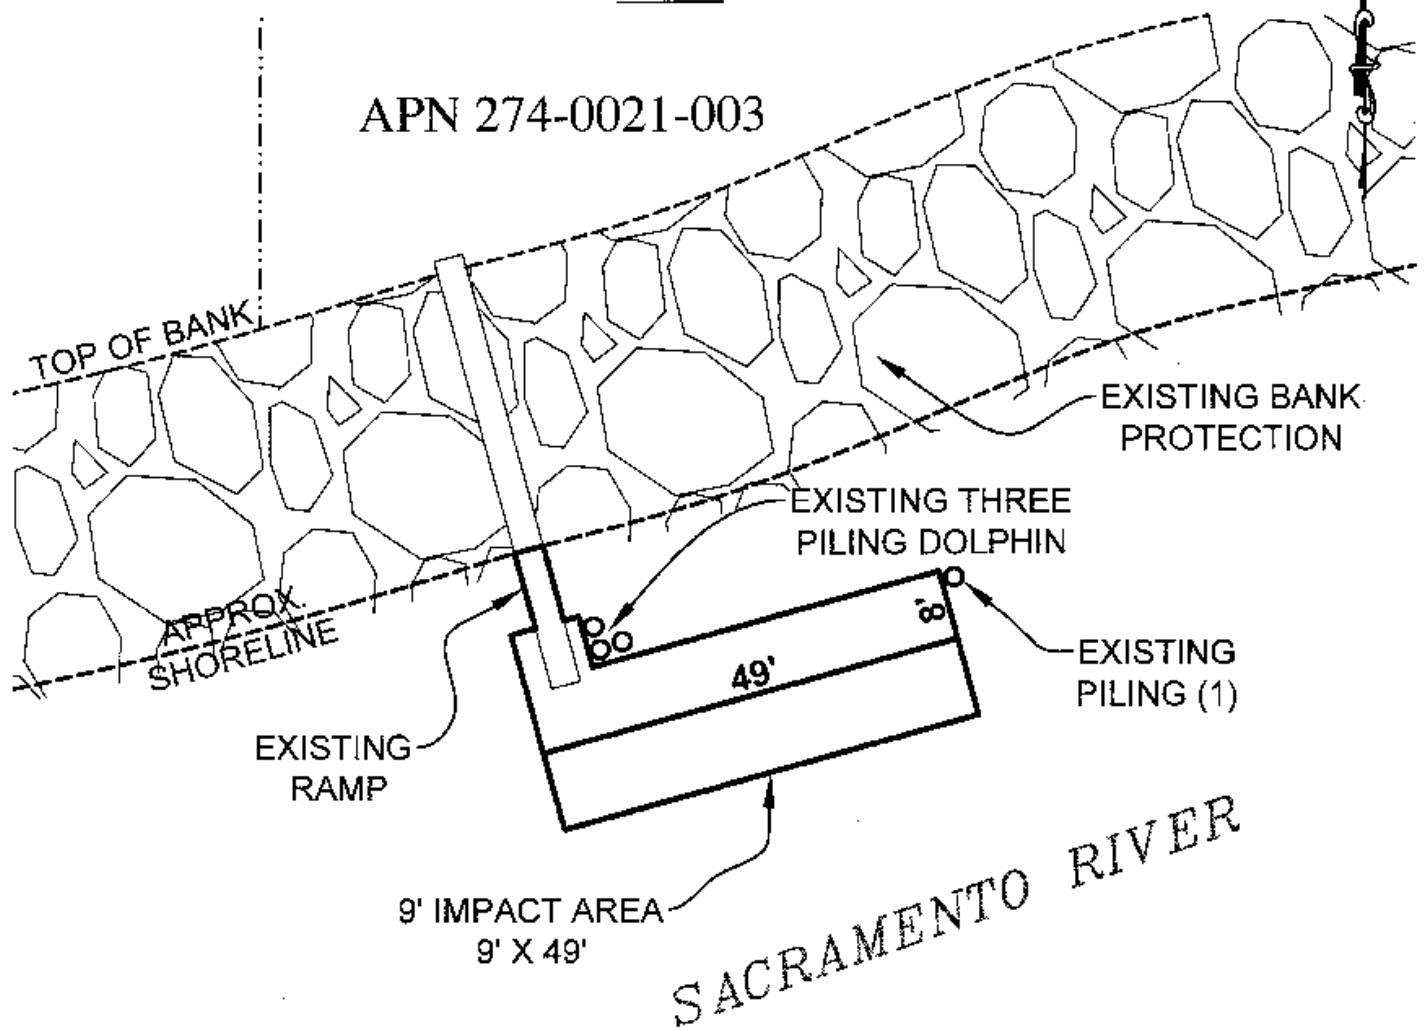 APN 274-0021-003
TOP OF BANK
EXISTING BANK
PROTECTION
EXISTING THREE
PILING DOLPHIN
APPROX.
SHORELINE
8'
49'
EXISTING
PILING (1)
EXISTING
RAMP
9' IMPACT AREA
9' X 49'
SACRAMENTO RIVER